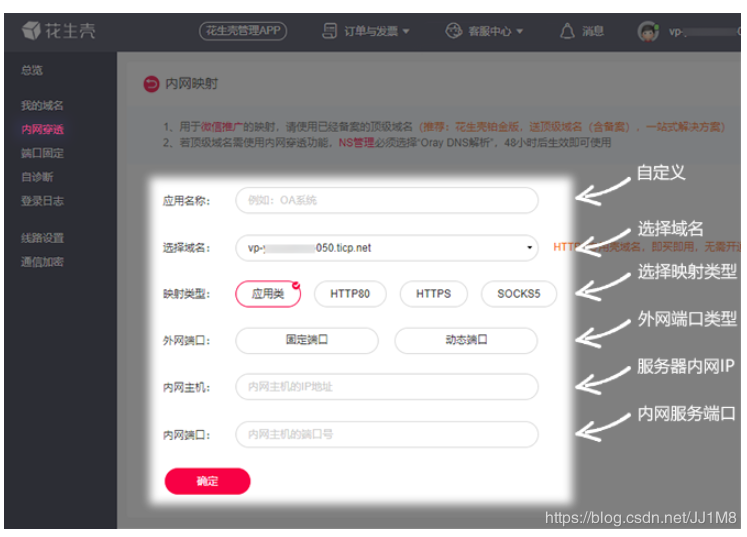 花生壳 花生壳管理APP 订单与发票 客服中心 消息 vp-
总览
我的域名
内网穿透
端口固定
自诊断
登录日志
线路设置
通信加密
内网映射
1、用于微信推广的映射，请使用已经备案的顶级域名（推荐：花生壳铂金版，送顶级域名（含备案），一站式解决方案）
2、若顶级域名需使用内网穿透功能，NS管理必须选择“Oray DNS解析”，48小时后生效即可使用
自定义
应用名称： 例如：OA系统
选择域名
选择域名： vp-y 050.ticp.net HTTP 用壳域名，即买即用，无需开
选择映射类型
映射类型： 应用类 HTTP80 HTTPS SOCKS5
外网端口类型
外网端口： 固定端口 动态端口
服务器内网IP
内网主机： 内网主机的IP地址
内网服务端口
内网端口： 内网主机的端口号
确定
https://blog.csdn.net/JJ1M8